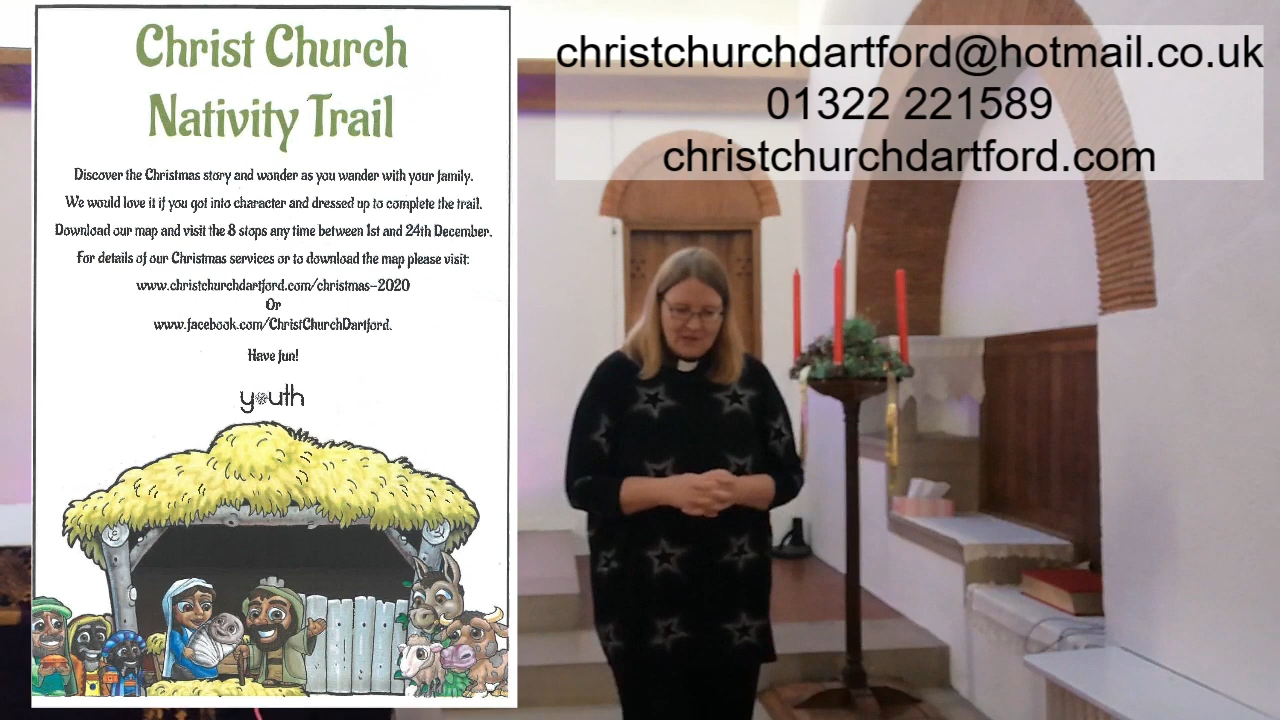 Christ Church
Nativity Trail
Discover the Christmas story and wonder as you wander with your family.
We would love it if you got into character and dressed up to complete the trail.
Download our map and visit the 8 stops any time between 1st and 24th December.
For details of our Christmas services or to download the map please visit:
www.christchurchdartford.com/christmas-2020
Or
www.facebook.com/ChristChurchDartford.
Have fun!
youth
christchurchdartford@hotmail.co.uk
01322 221589
christchurchdartford.com